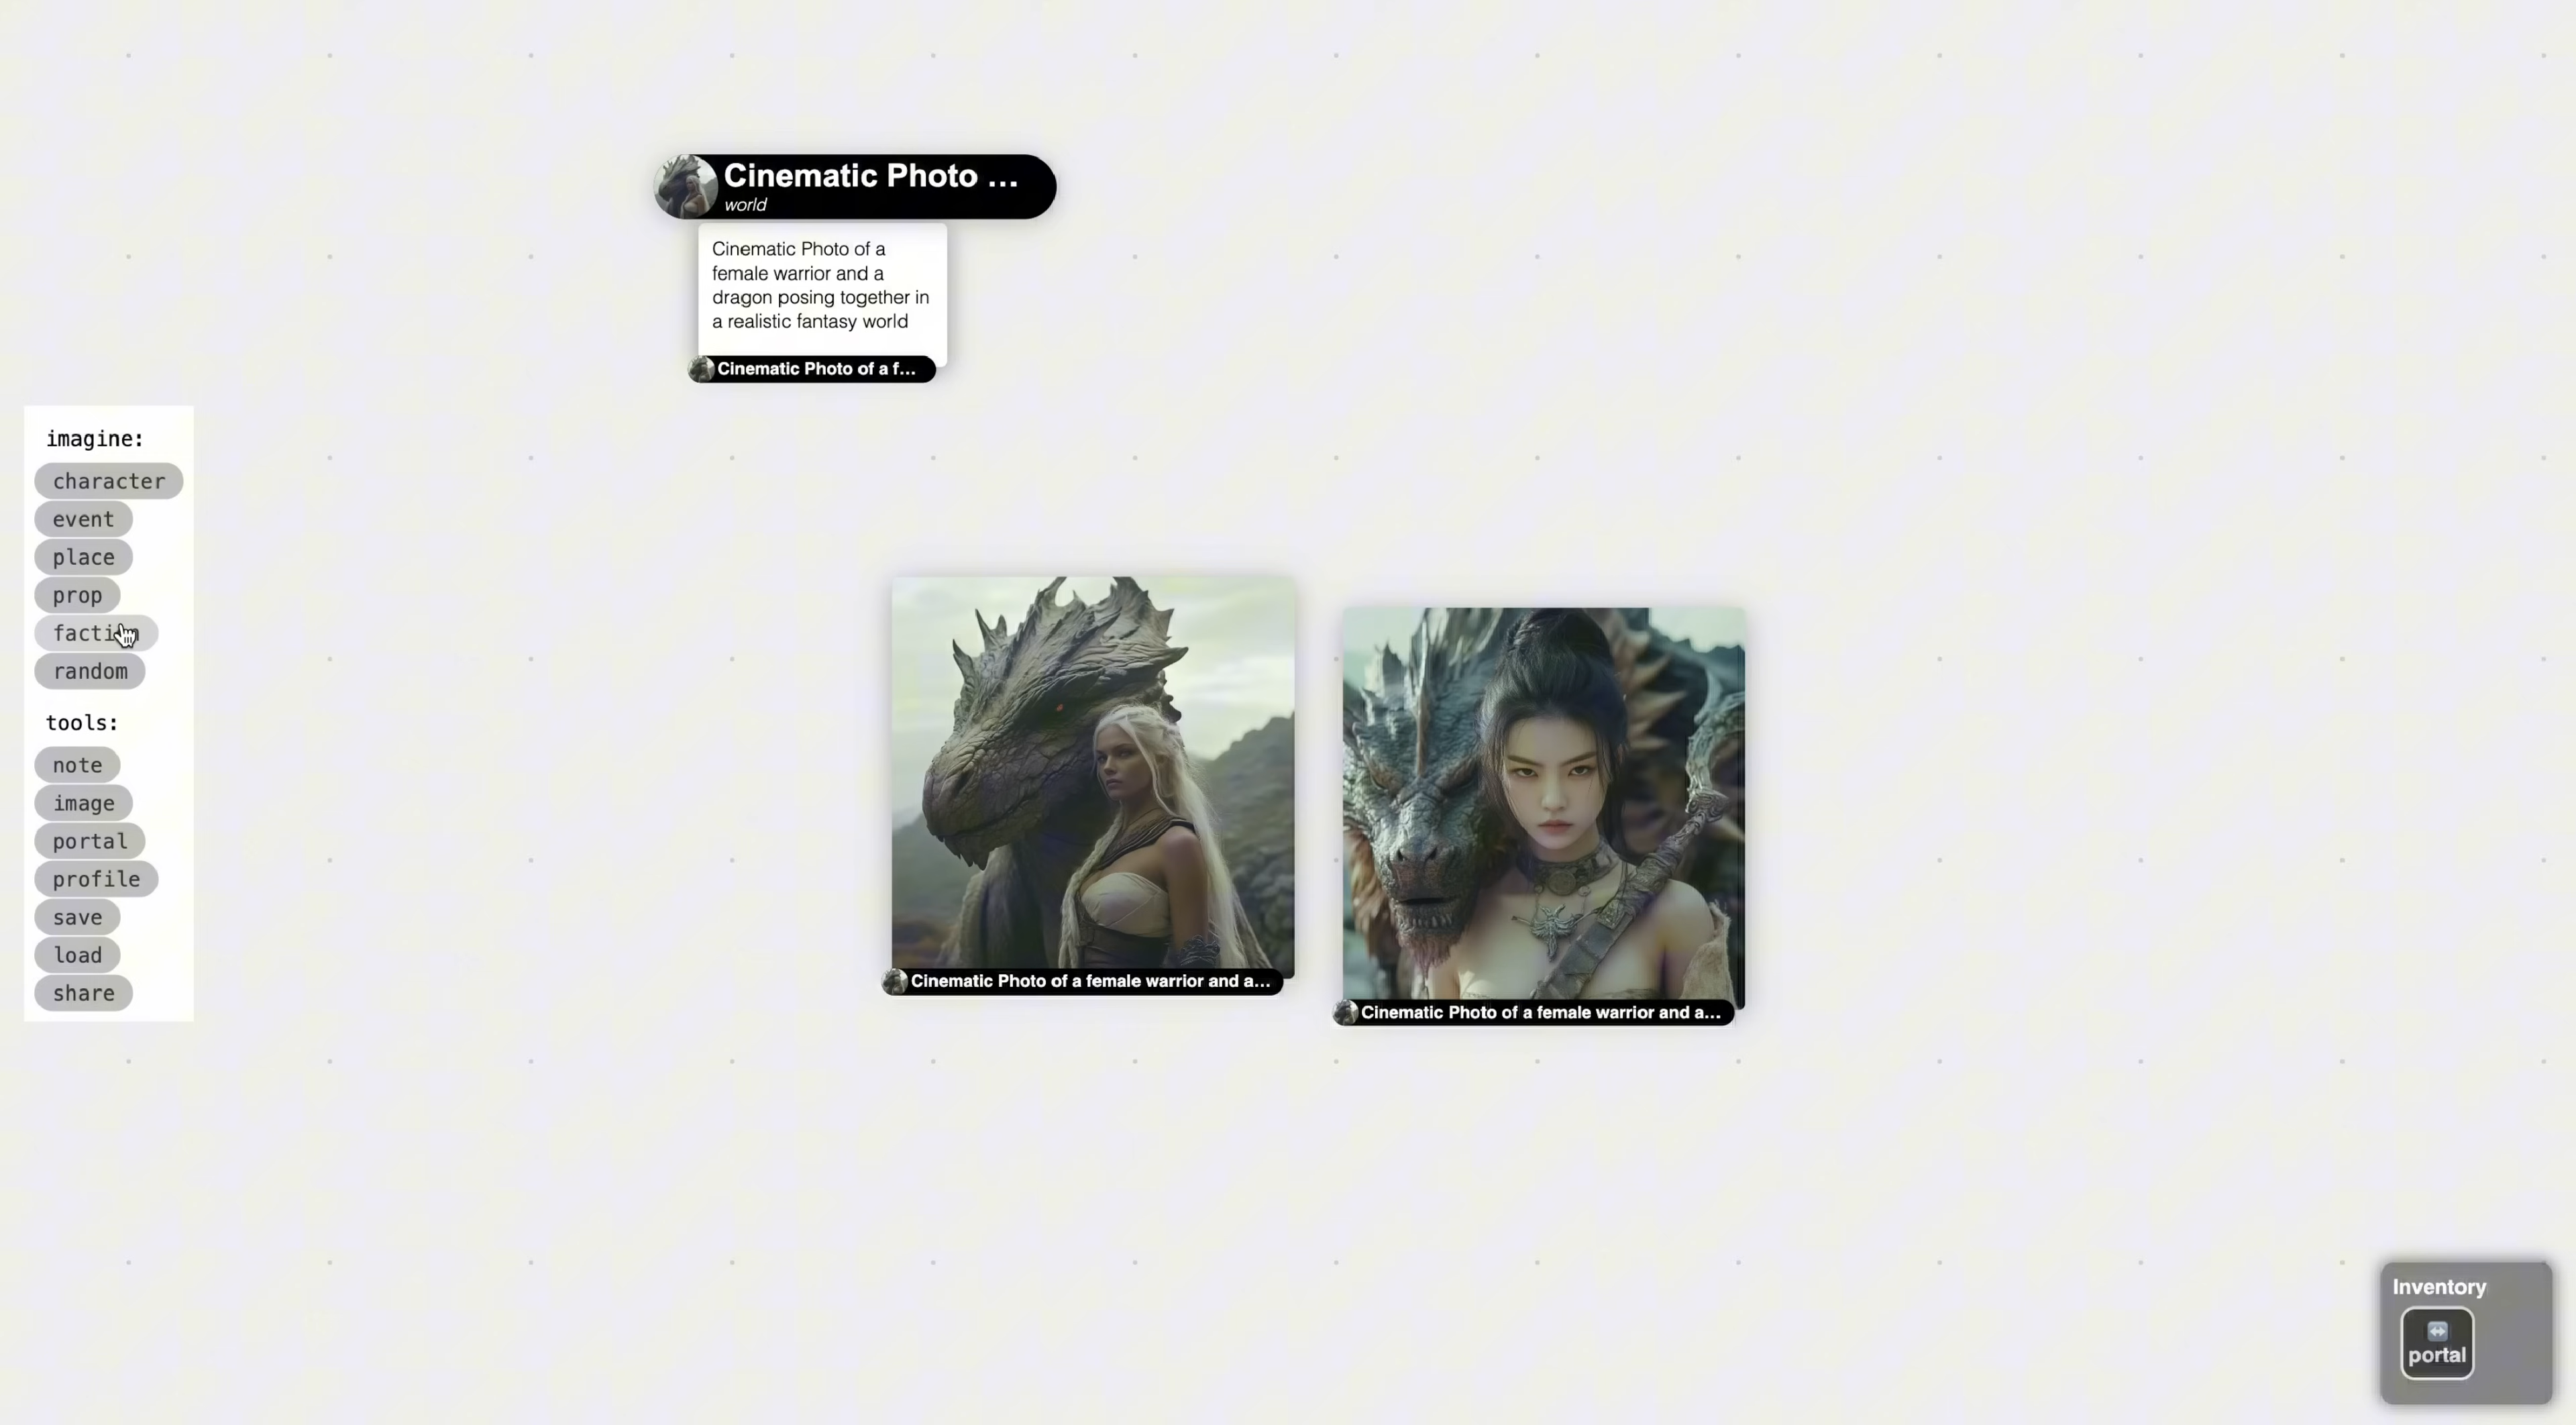 Cinematic Photo ...
world
Cinematic Photo of a
female warrior and a
dragon posing together in
a realistic fantasy world
Cinematic Photo of a f...
imagine:
character
event
place
prop
faction
random
tools:
note
image
portal
profile
save
load
share
Cinematic Photo of a female warrior and a...
Cinematic Photo of a female warrior and a...
Inventory
portal